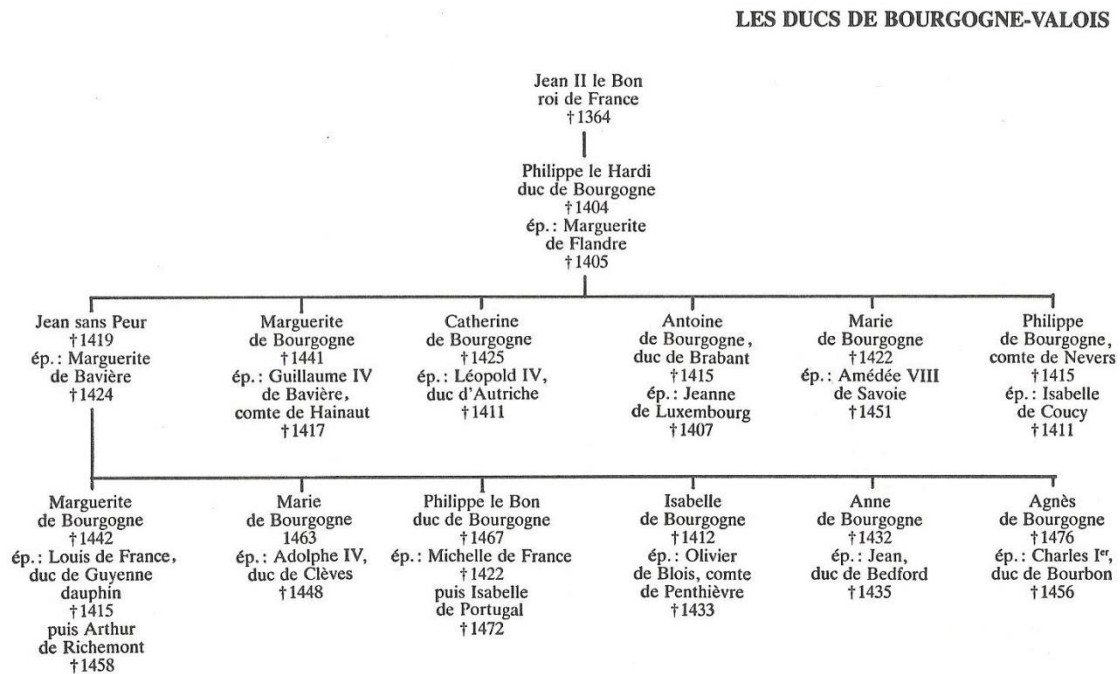 LES DUCS DE BOURGOGNE-VALOIS
Jean II le Bon
roi de France
†1364
Philippe le Hardi
duc de Bourgogne
†1404
ép.: Marguerite
de Flandre
†1405
Jean sans Peur
†1419
ép.: Marguerite
de Bavière
†1424
Marguerite
de Bourgogne
†1441
ép.: Guillaume IV
de Bavière,
comte de Hainaut
†1417
Catherine
de Bourgogne
†1425
ép.: Léopold IV,
duc d'Autriche
†1411
Antoine
de Bourgogne,
duc de Brabant
†1415
ép.: Jeanne
de Luxembourg
†1407
Marie
de Bourgogne
†1422
ép.: Amédée VIII
de Savoie
†1451
Philippe
de Bourgogne,
comte de Nevers
†1415
ép.: Isabelle
de Coucy
†1411
Marguerite
de Bourgogne
†1442
ép.: Louis de France,
duc de Guyenne
dauphin
†1415
puis Arthur
de Richemont
†1458
Marie
de Bourgogne
1463
ép.: Adolphe IV,
duc de Clèves
†1448
Philippe le Bon
duc de Bourgogne
†1467
ép.: Michelle de France
†1422
puis Isabelle
de Portugal
†1472
Isabelle
de Bourgogne
†1412
ép.: Olivier
de Blois, comte
de Penthièvre
†1433
Anne
de Bourgogne
†1432
ép.: Jean,
duc de Bedford
†1435
Agnès
de Bourgogne
†1476
ép.: Charles Iᵉʳ,
duc de Bourbon
†1456